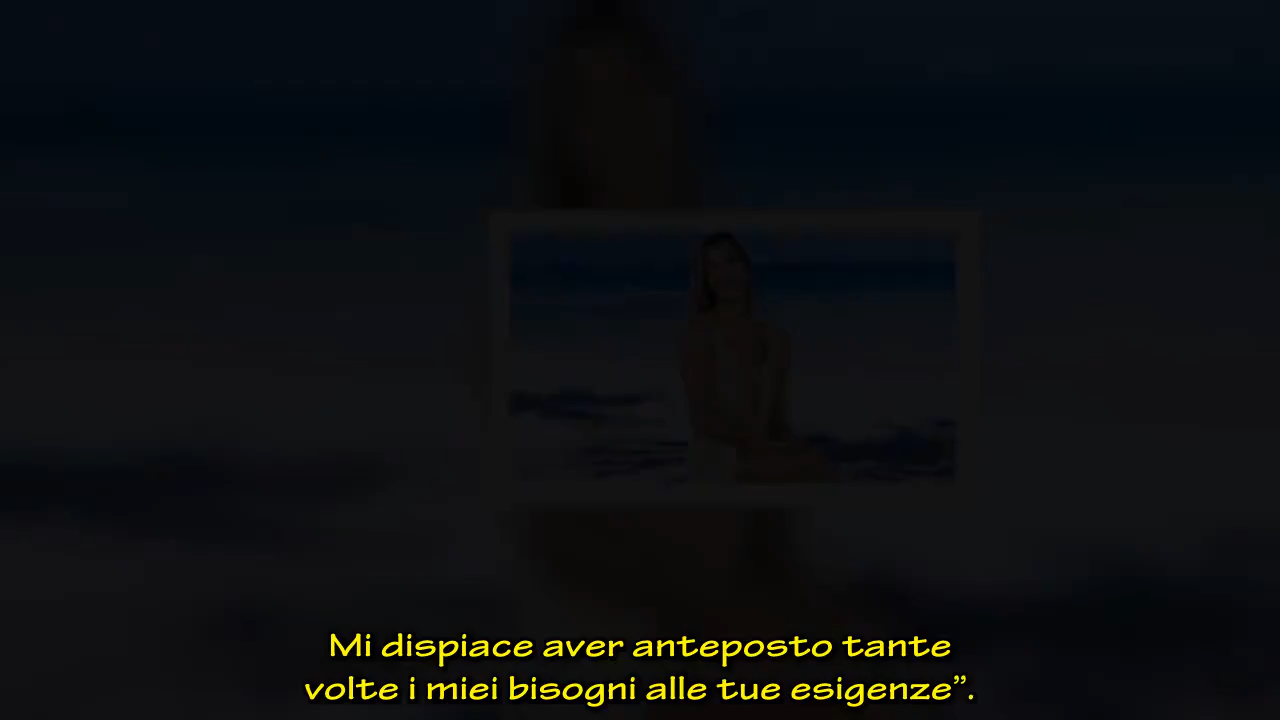 Mi dispiace aver anteposto tante
volte i miei bisogni alle tue esigenze”.